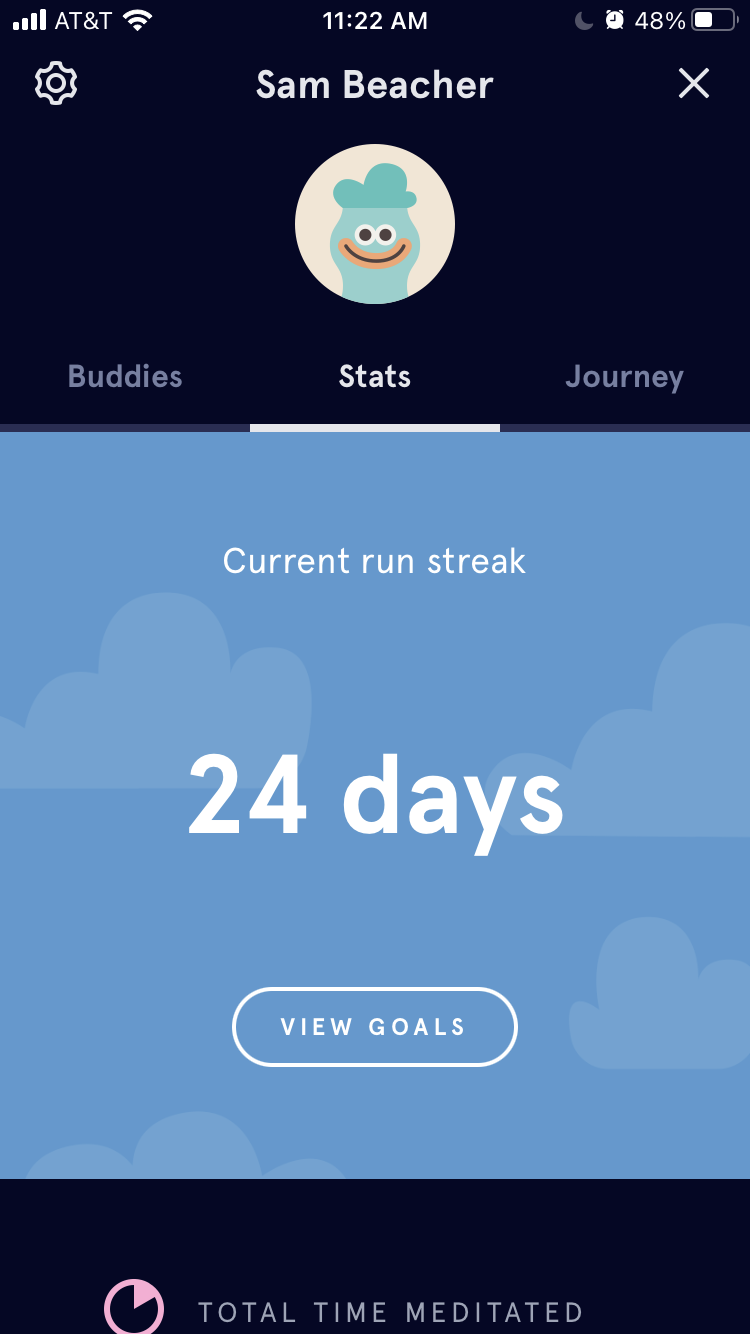 AT&T 11:22 AM 48%
Sam Beacher
Buddies Stats Journey
Current run streak
24 days
VIEW GOALS
TOTAL TIME MEDITATED